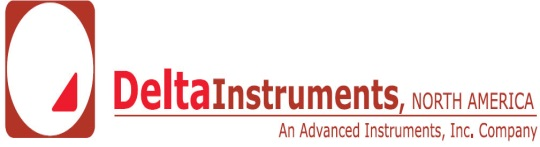 DeltaInstruments, NORTH AMERICA
An Advanced Instruments, Inc. Company